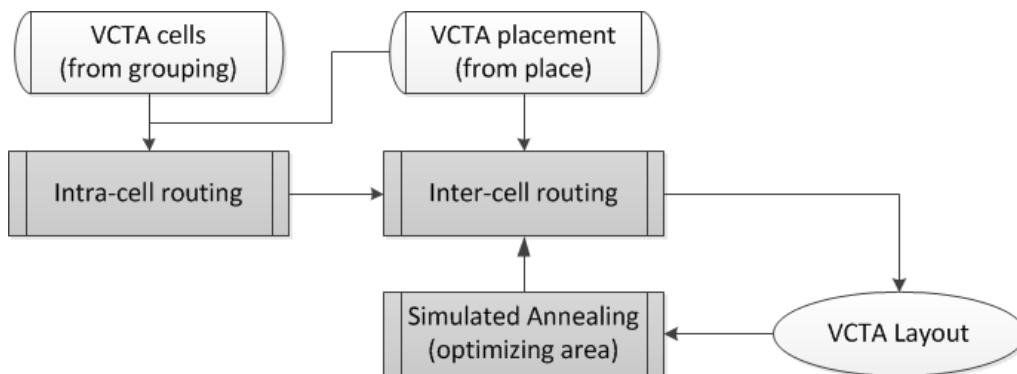 VCTA cells
(from grouping)
VCTA placement
(from place)
Intra-cell routing
Inter-cell routing
Simulated Annealing
(optimizing area)
VCTA Layout